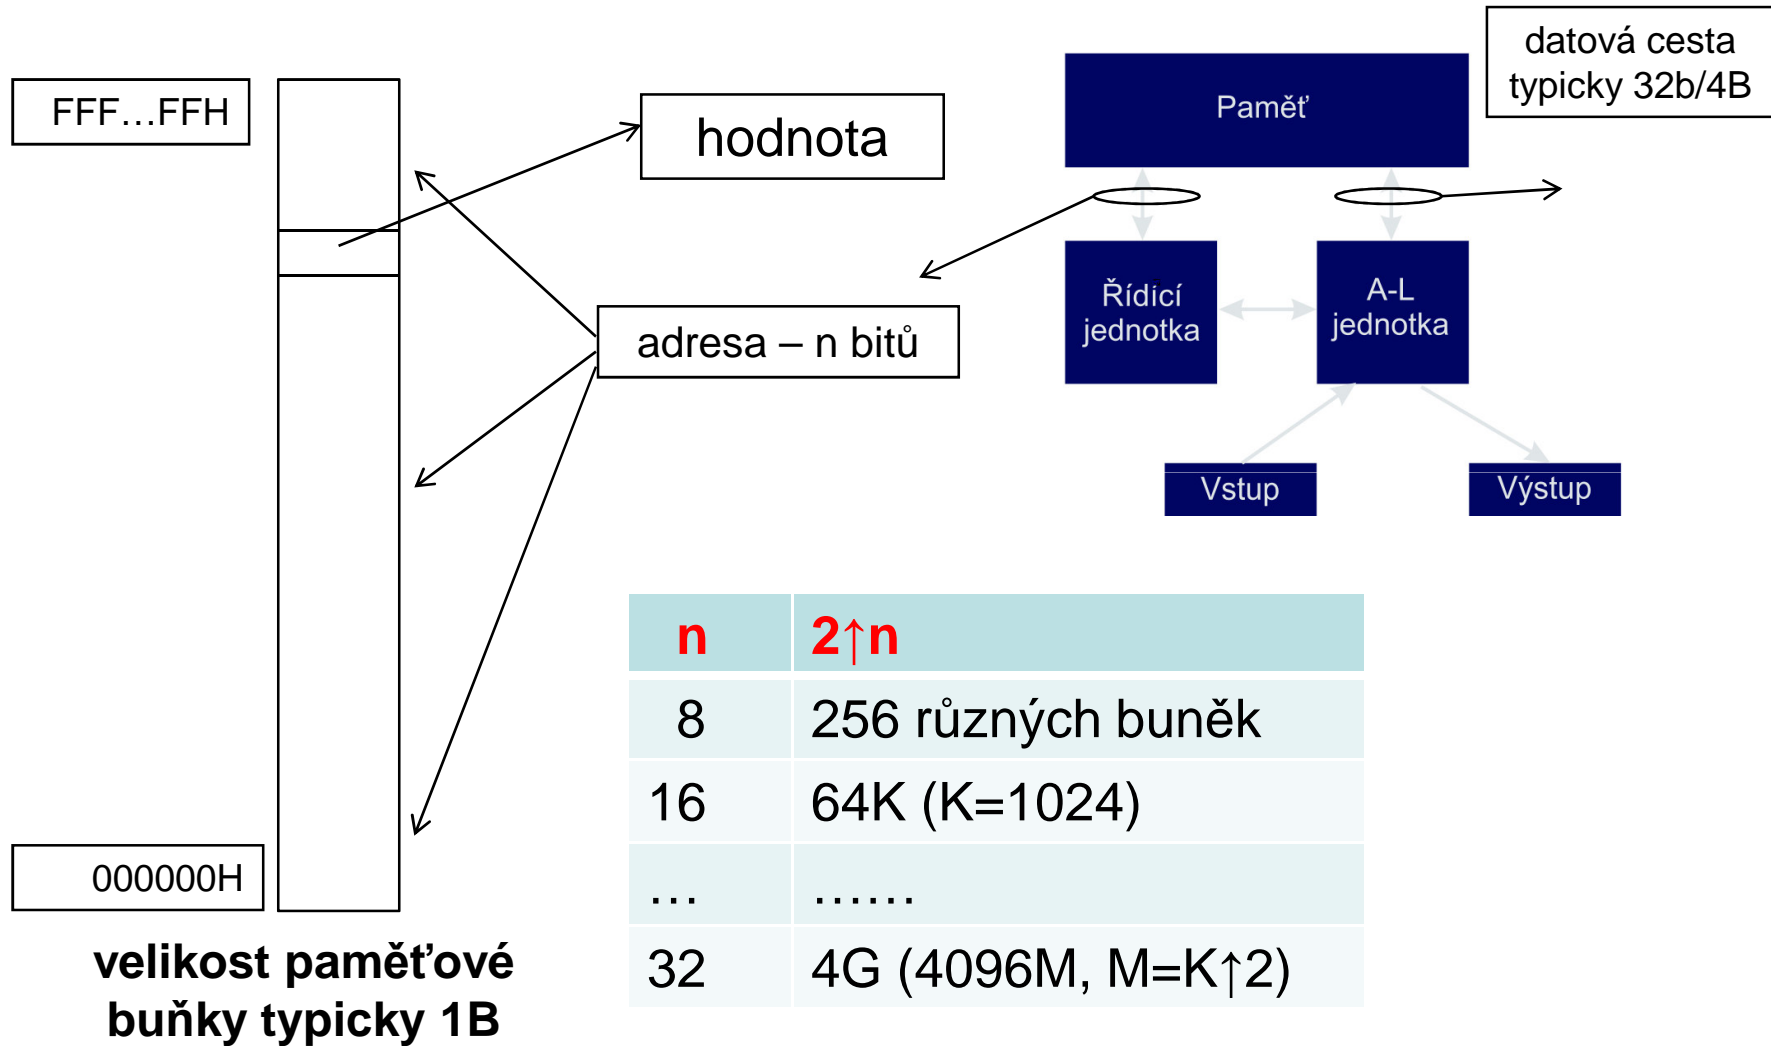 FFF…FFH
hodnota
adresa – n bitů
000000H
velikost paměťové
buňky typicky 1B
datová cesta
typicky 32b/4B
Paměť
Řídicí
jednotka
A-L
jednotka
Vstup
Výstup
n 2↑n
8 256 různých buněk
16 64K (K=1024)
… ……
32 4G (4096M, M=K↑2)